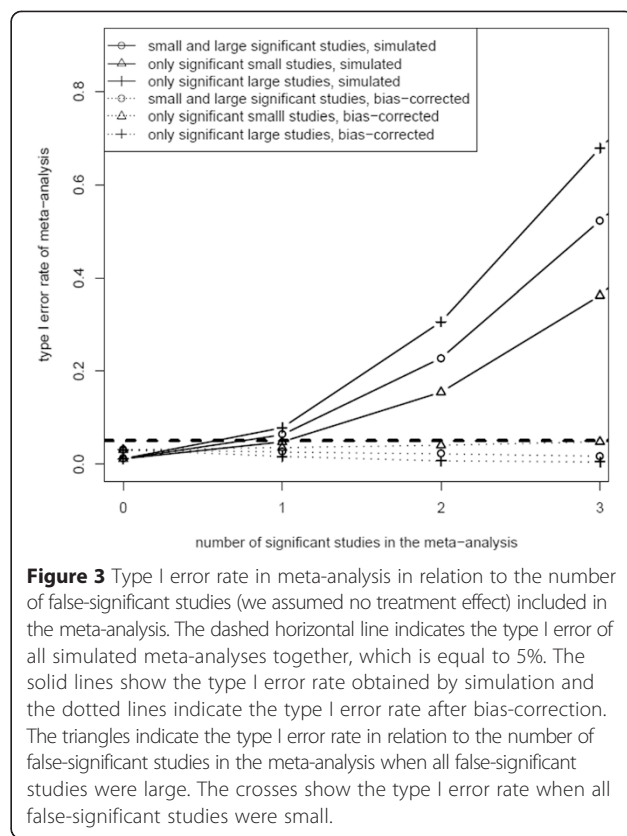 small and large significant studies, simulated
only significant small studies, simulated
only significant large studies, simulated
small and large significant studies, bias−corrected
only significant smalll studies, bias−corrected
only significant large studies, bias−corrected
type I error rate of meta−analysis
0.8
0.6
0.4
0.2
0.0
0 1 2 3
number of significant studies in the meta−analysis
Figure 3 Type I error rate in meta-analysis in relation to the number
of false-significant studies (we assumed no treatment effect) included in
the meta-analysis. The dashed horizontal line indicates the type I error of
all simulated meta-analyses together, which is equal to 5%. The
solid lines show the type I error rate obtained by simulation and
the dotted lines indicate the type I error rate after bias-correction.
The triangles indicate the type I error rate in relation to the number of
false-significant studies in the meta-analysis when all false-significant
studies were large. The crosses show the type I error rate when all
false-significant studies were small.